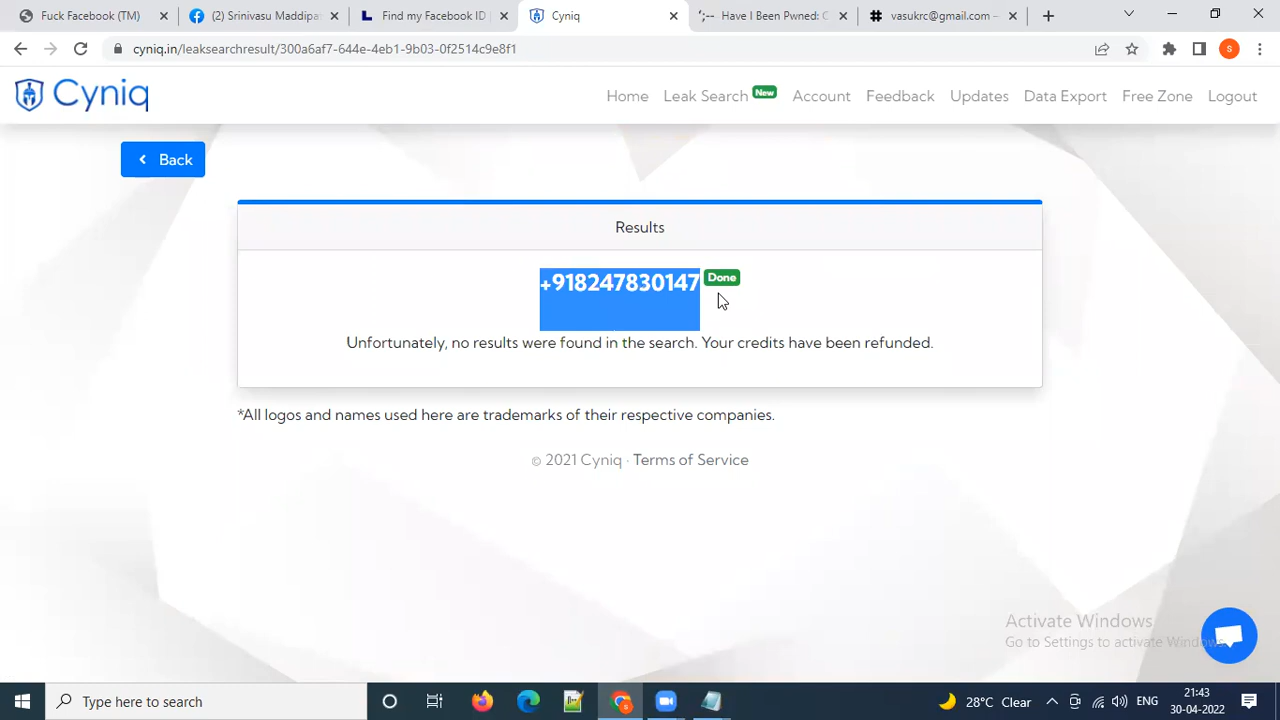 Fuck Facebook (TM)
(2) Srinivasu Maddipat
Find my Facebook ID |
Cyniq
Have I Been Pwned: C
vasukrc@gmail.com –
cyniq.in/leaksearchresult/300a6af7-644e-4eb1-9b03-0f2514c9e8f1
S
Cyniq
Home
Leak Search New
Account
Feedback
Updates
Data Export
Free Zone
Logout
Back
Results
+918247830147 Done
Unfortunately, no results were found in the search. Your credits have been refunded.
*All logos and names used here are trademarks of their respective companies.
© 2021 Cyniq · Terms of Service
Activate Windows
Go to Settings to activate Windows.
Type here to search
28°C Clear
ENG
21:43
30-04-2022